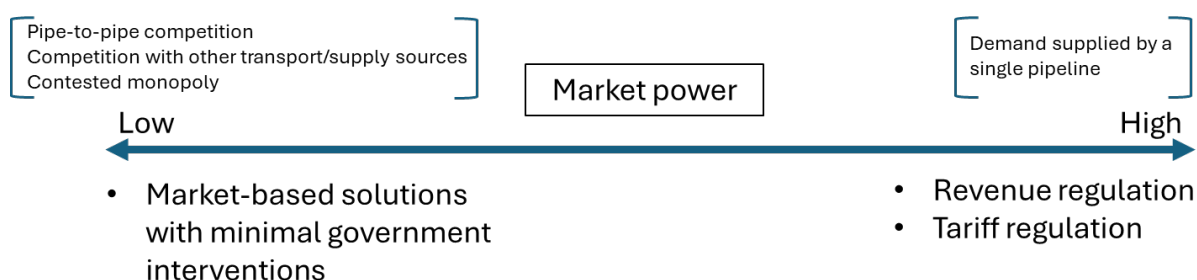 Pipe-to-pipe competition
Competition with other transport/supply sources
Contested monopoly
Market power
Demand supplied by a
single pipeline
Low
High
• Market-based solutions
with minimal government
interventions
• Revenue regulation
• Tariff regulation